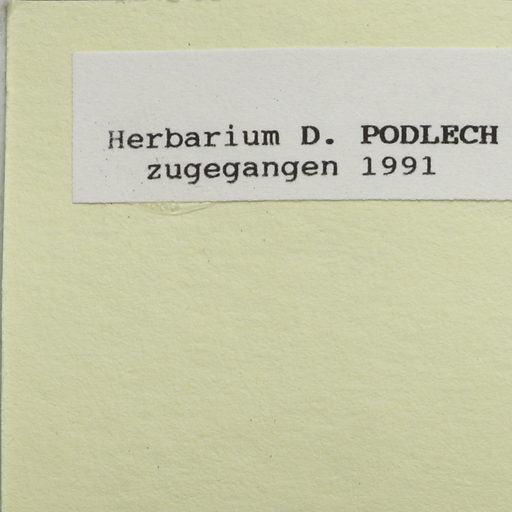 Herbarium D. PODLECH
zugegangen 1991